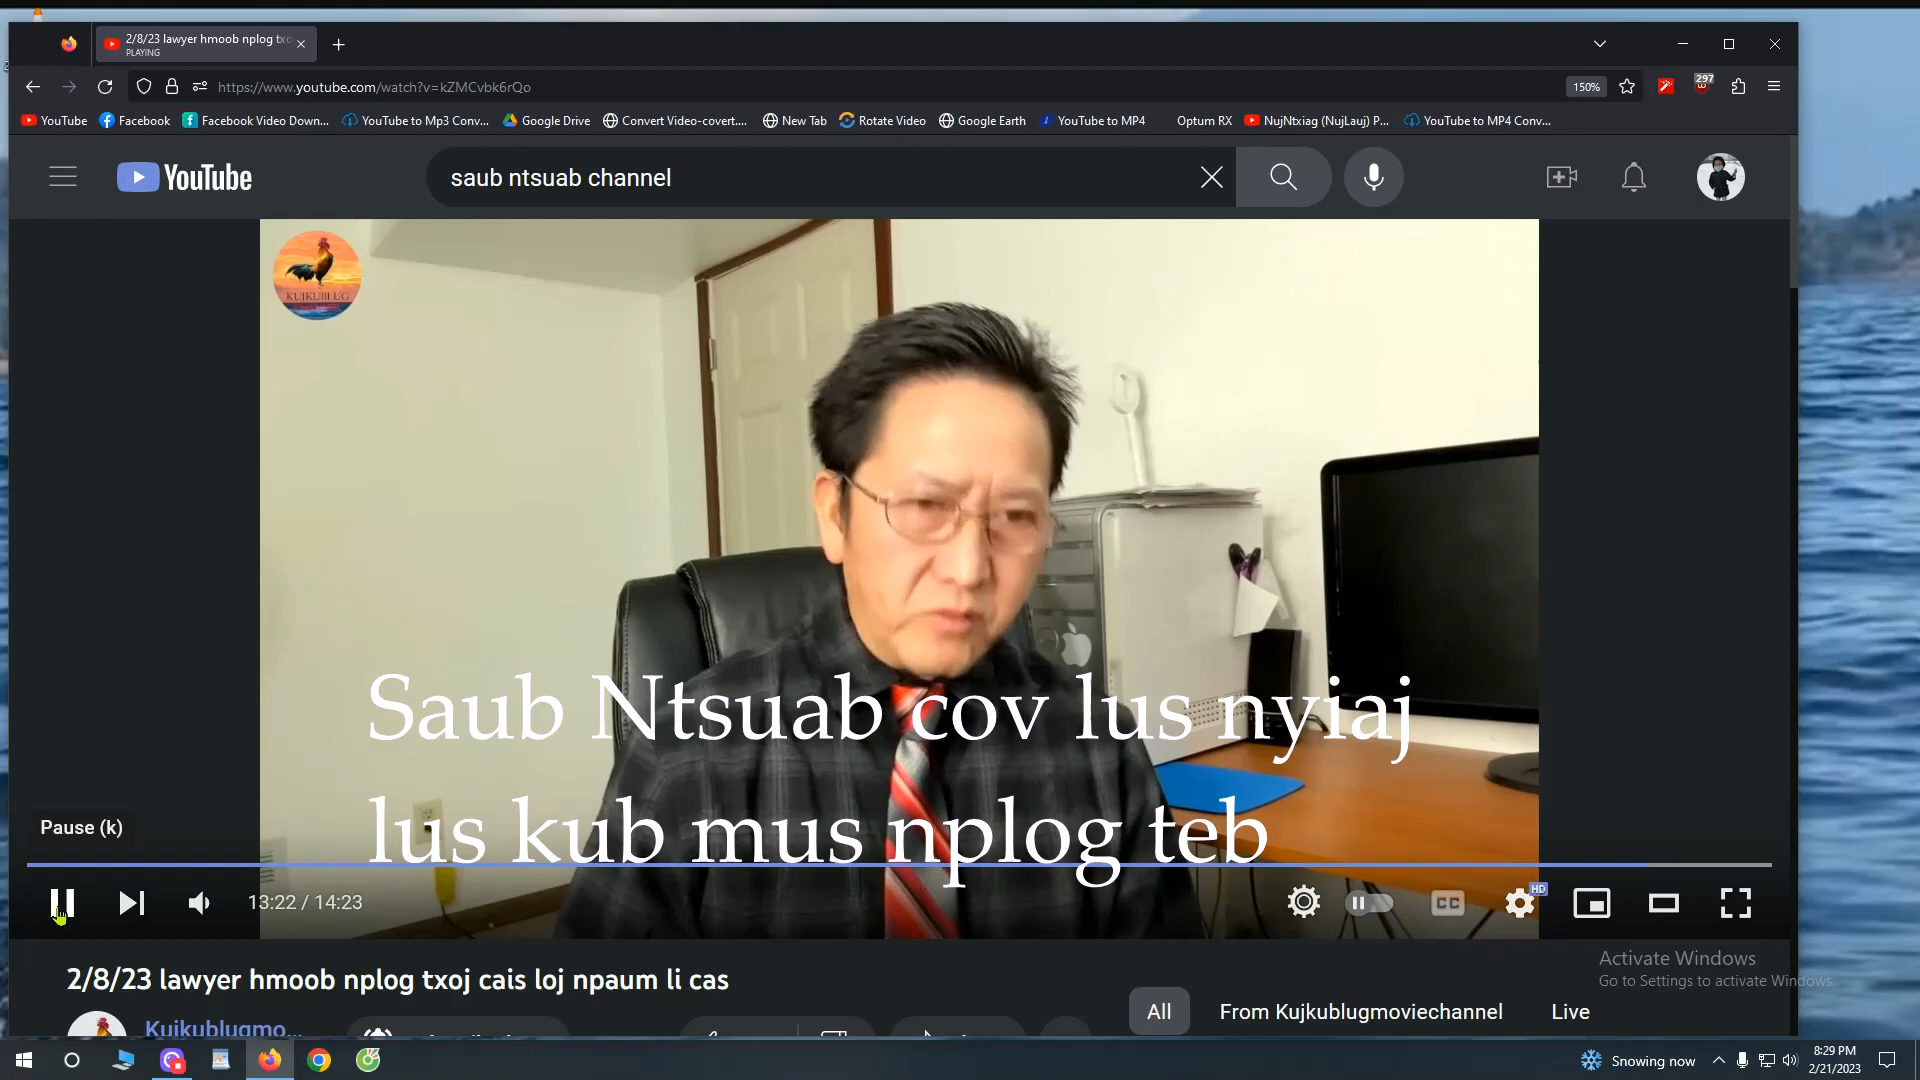 2/8/23 lawyer hmoob nplog txo
PLAYING
https://www.youtube.com/watch?v=kZMCvbk6rQo
150%
297
YouTube
Facebook
Facebook Video Down...
YouTube to Mp3 Conv...
Google Drive
Convert Video-covert....
New Tab
Rotate Video
Google Earth
YouTube to MP4
Optum RX
NujNtxiag (NujLauj) P...
YouTube to MP4 Conv...
YouTube
saub ntsuab channel
KUJKUBLUG
Saub Ntsuab cov lus nyiaj
lus kub mus nplog teb
Pause (k)
13:22 / 14:23
CC
HD
Activate Windows
Go to Settings to activate Windows.
2/8/23 lawyer hmoob nplog txoj cais loj npaum li cas
All
From Kujkublugmoviechannel
Live
Kujkublugmo...
Snowing now
8:29 PM
2/21/2023